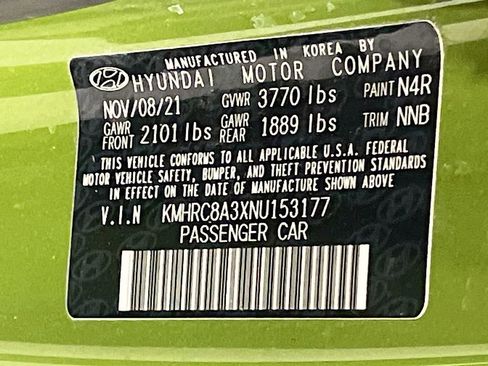 MANUFACTURED IN KOREA BY
HYUNDAI MOTOR COMPANY
NOV/08/21 GVWR 3770 lbs PAINT N4R
GAWR FRONT 2101 lbs GAWR REAR 1889 lbs TRIM NNB
"THIS VEHICLE CONFORMS TO ALL APPLICABLE U.S.A. FEDERAL
MOTOR VEHICLE SAFETY, BUMPER, AND THEFT PREVENTION STANDARDS
IN EFFECT ON THE DATE OF MANUFACTURE SHOWN ABOVE"
V.I.N KMHRC8A3XNU153177
PASSENGER CAR